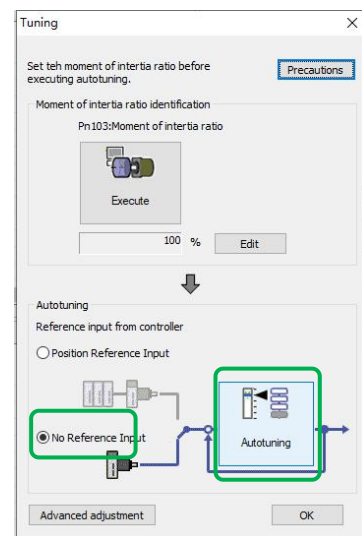 Tuning
Set teh moment of intertia ratio before
executing autotuning.
Precautions
Moment of intertia ratio identification
Pn103:Moment of intertia ratio
Execute
100 %
Edit
Autotuning
Reference input from controller
Position Reference Input
No Reference Input
Autotuning
Advanced adjustment
OK